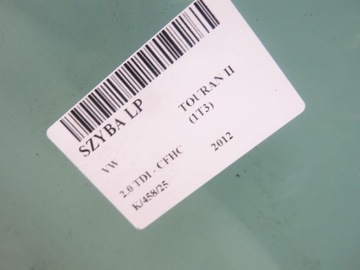 SZYBA LP
VW TOURAN II
(1T3)
2.0 TDI . CFHC 2012
K/458/25